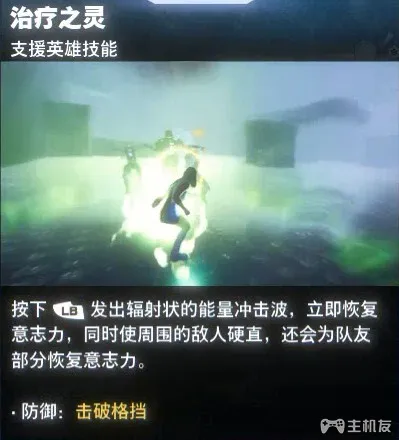 治疗之灵
支援英雄技能
按下 LB 发出辐射状的能量冲击波，立即恢复
意志力，同时使周围的敌人硬直，还会为队友
部分恢复意志力。
· 防御：击破格挡
主机友